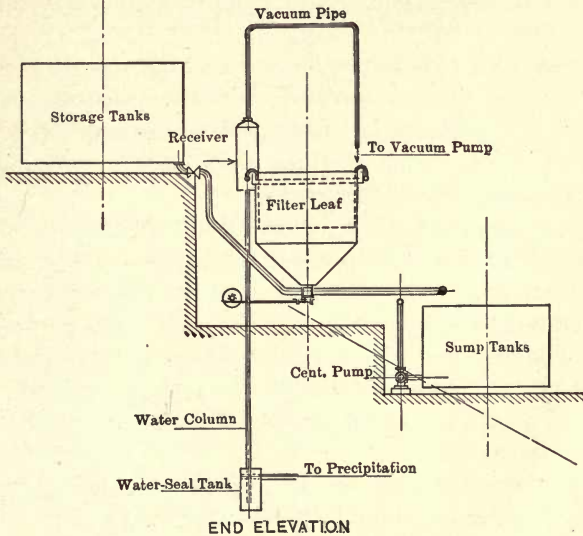 Vacuum Pipe
Storage Tanks
Receiver
To Vacuum Pump
Filter Leaf
Sump Tanks
Cent. Pump
Water Column
To Precipitation
Water-Seal Tank
END ELEVATION